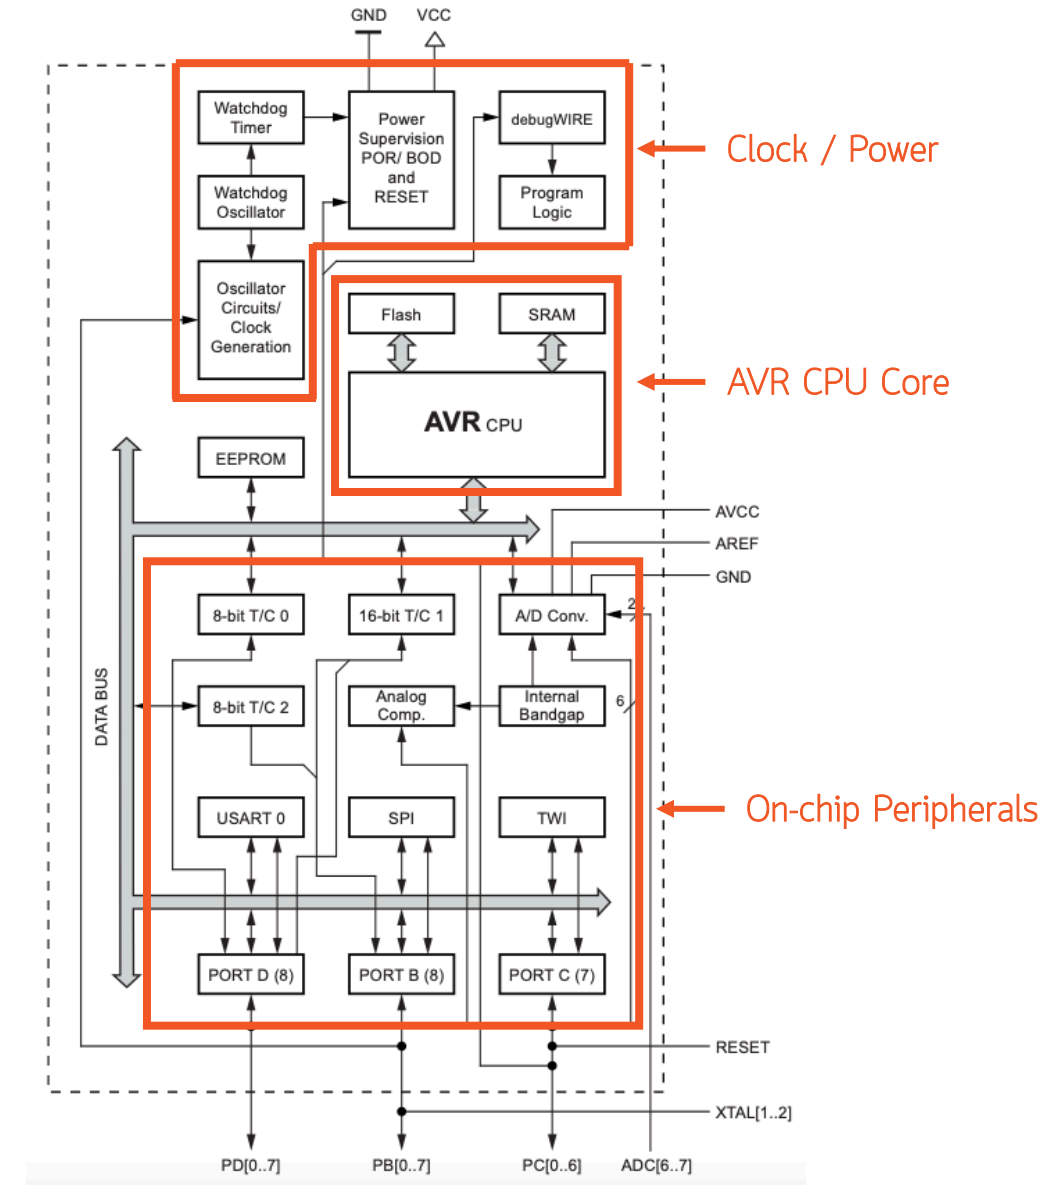 GND
VCC
Watchdog
Timer
Power
Supervision
POR/ BOD
and
RESET
debugWIRE
Clock / Power
Watchdog
Oscillator
Program
Logic
Oscillator
Circuits/
Clock
Generation
Flash
SRAM
AVR CPU
AVR CPU Core
EEPROM
AVCC
AREF
GND
8-bit T/C 0
16-bit T/C 1
A/D Conv.
2
DATA BUS
8-bit T/C 2
Analog
Comp.
Internal
Bandgap
6
USART 0
SPI
TWI
On-chip Peripherals
PORT D (8)
PORT B (8)
PORT C (7)
RESET
XTAL[1..2]
PD[0..7]
PB[0..7]
PC[0..6]
ADC[6..7]